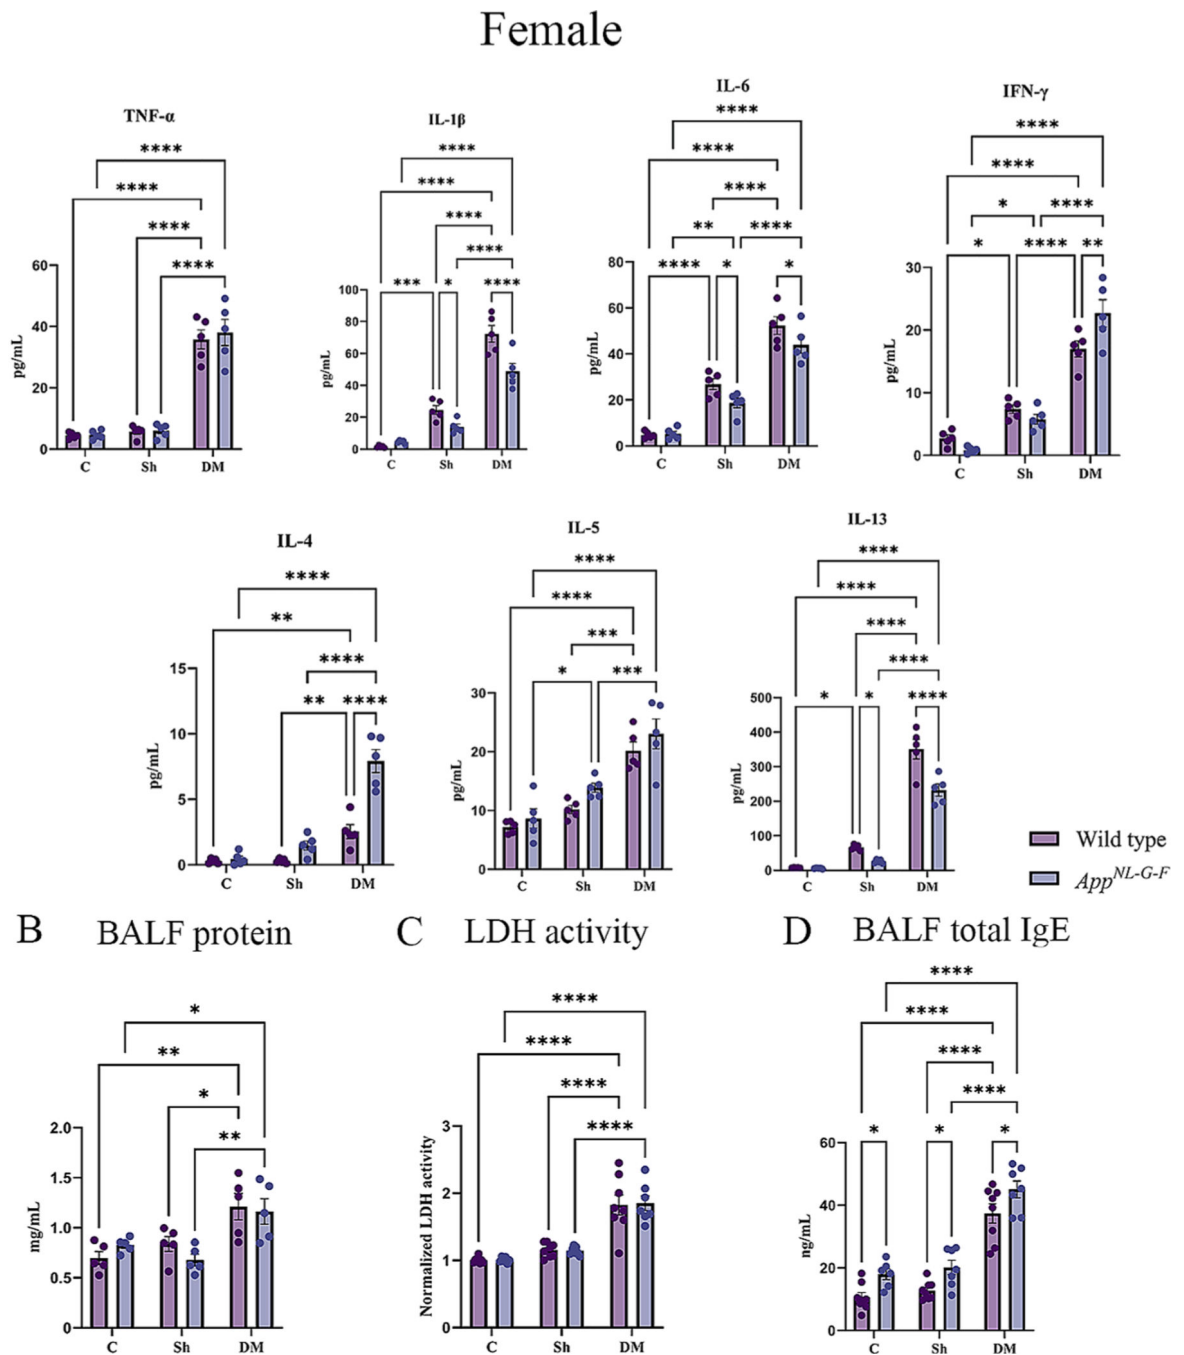 Female
TNF-α
****
****
****
****
60
40
20
0
pg/mL
C Sh DM
IL-1β
****
****
****
****
*** * ****
100
80
60
40
20
0
pg/mL
C Sh DM
IL-6
****
****
****
** ****
**** * *
80
60
40
20
0
pg/mL
C Sh DM
IFN-γ
****
****
* ****
* **** **
30
20
10
0
pg/mL
C Sh DM
IL-4
****
**
****
** ****
15
10
5
0
pg/mL
C Sh DM
IL-5
****
****
***
* ***
30
20
10
0
pg/mL
C Sh DM
IL-13
****
****
****
****
* * ****
500
400
300
200
100
0
pg/mL
C Sh DM
Wild type
App^NL-G-F
B BALF protein
*
**
*
**
2.0
1.5
1.0
0.5
0
mg/mL
C Sh DM
C LDH activity
****
****
****
****
3
2
1
0
Normalized LDH activity
C Sh DM
D BALF total IgE
****
****
****
****
* * *
60
40
20
0
ng/mL
C Sh DM